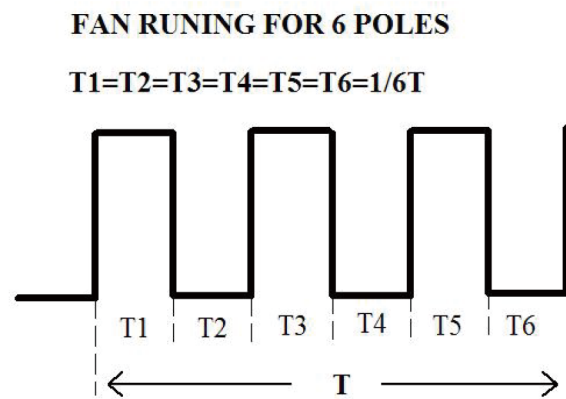 FAN RUNING FOR 6 POLES
T1=T2=T3=T4=T5=T6=1/6T
T1 T2 T3 T4 T5 T6
T